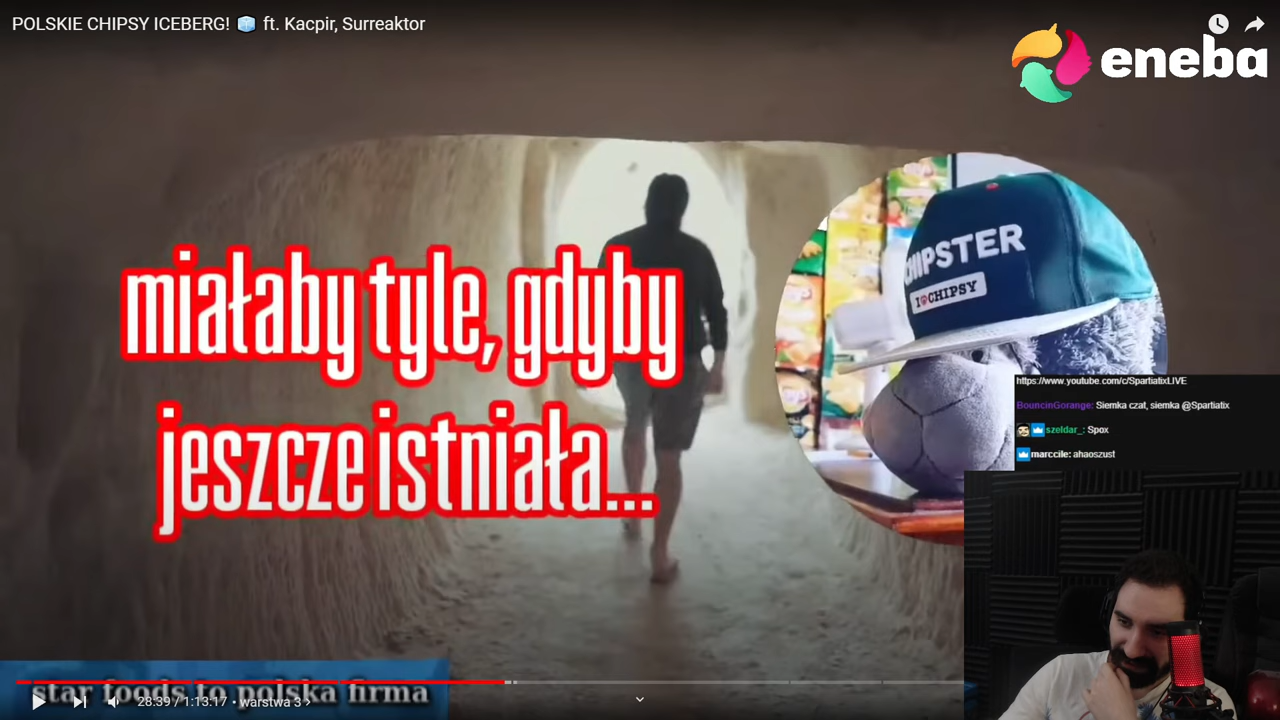 POLSKIE CHIPSY ICEBERG! 🧊 ft. Kacpir, Surreaktor
eneba
CHIPSTER
I CHIPSY
miałaby tyle, gdyby
jeszcze istniała...
https://www.youtube.com/c/SpartiatixLIVE
BouncinGorange: Siemka czat, siemka @Spartiatix
szeldar_: Spox
marccile: ahaoszust
star foods to polska firma
28:39 / 1:13:17 • warstwa 3 ›